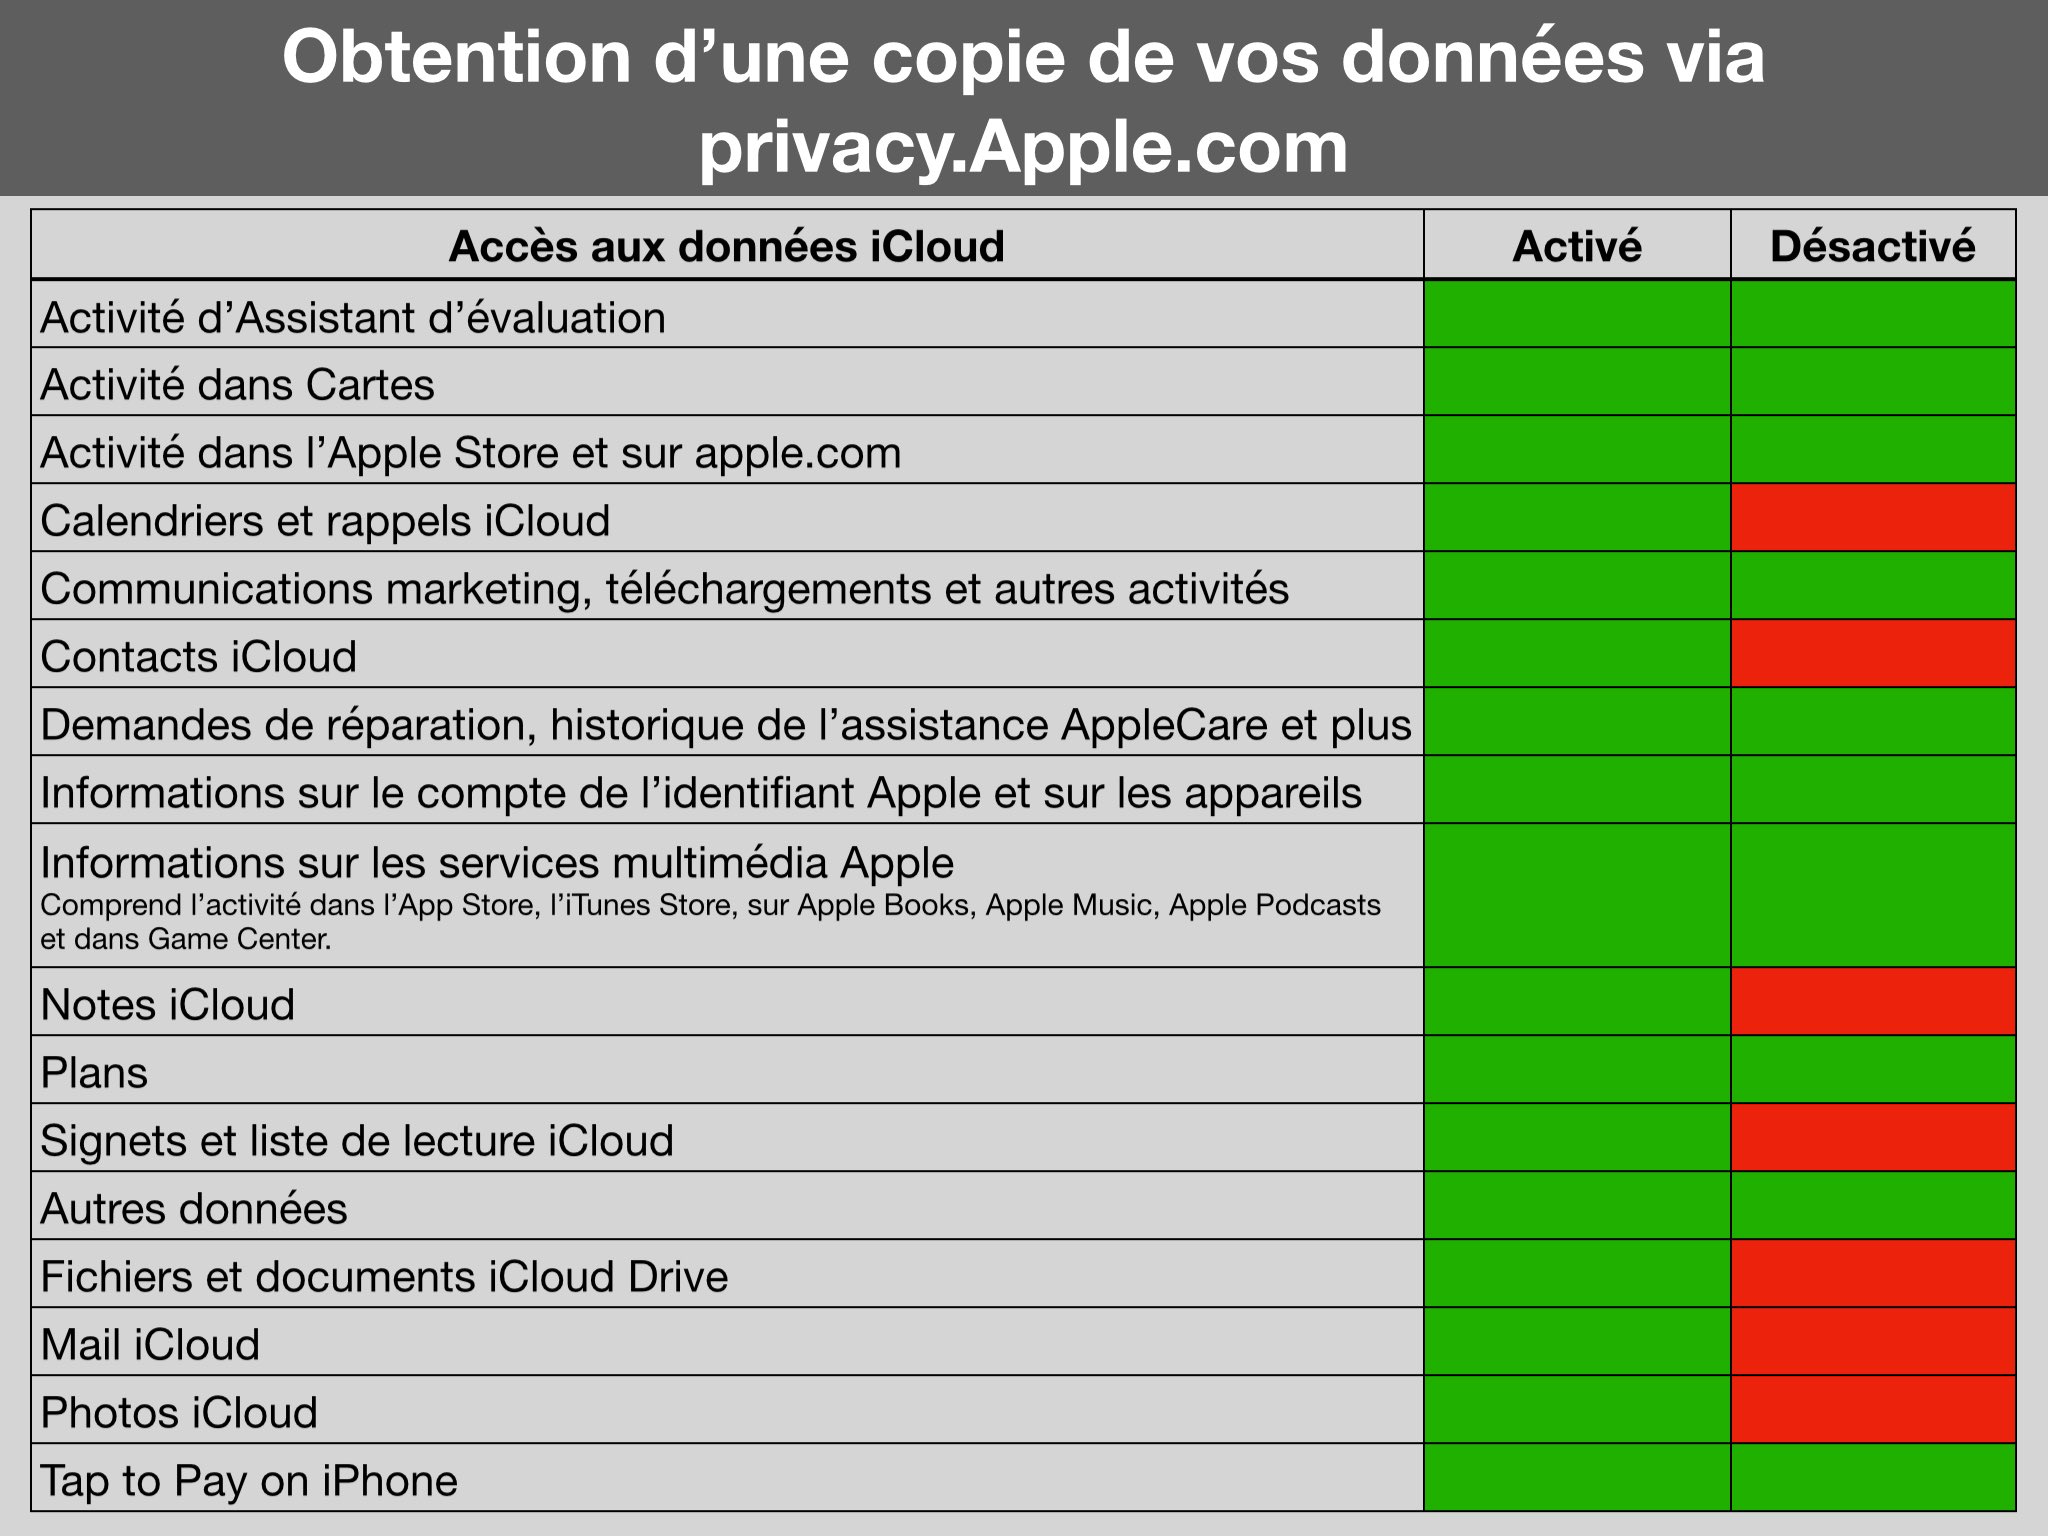 Obtention d’une copie de vos données via
privacy.Apple.com
Accès aux données iCloud Activé Désactivé
Activité d’Assistant d’évaluation
Activité dans Cartes
Activité dans l’Apple Store et sur apple.com
Calendriers et rappels iCloud
Communications marketing, téléchargements et autres activités
Contacts iCloud
Demandes de réparation, historique de l’assistance AppleCare et plus
Informations sur le compte de l’identifiant Apple et sur les appareils
Informations sur les services multimédia Apple
Comprend l’activité dans l’App Store, l’iTunes Store, sur Apple Books, Apple Music, Apple Podcasts
et dans Game Center.
Notes iCloud
Plans
Signets et liste de lecture iCloud
Autres données
Fichiers et documents iCloud Drive
Mail iCloud
Photos iCloud
Tap to Pay on iPhone